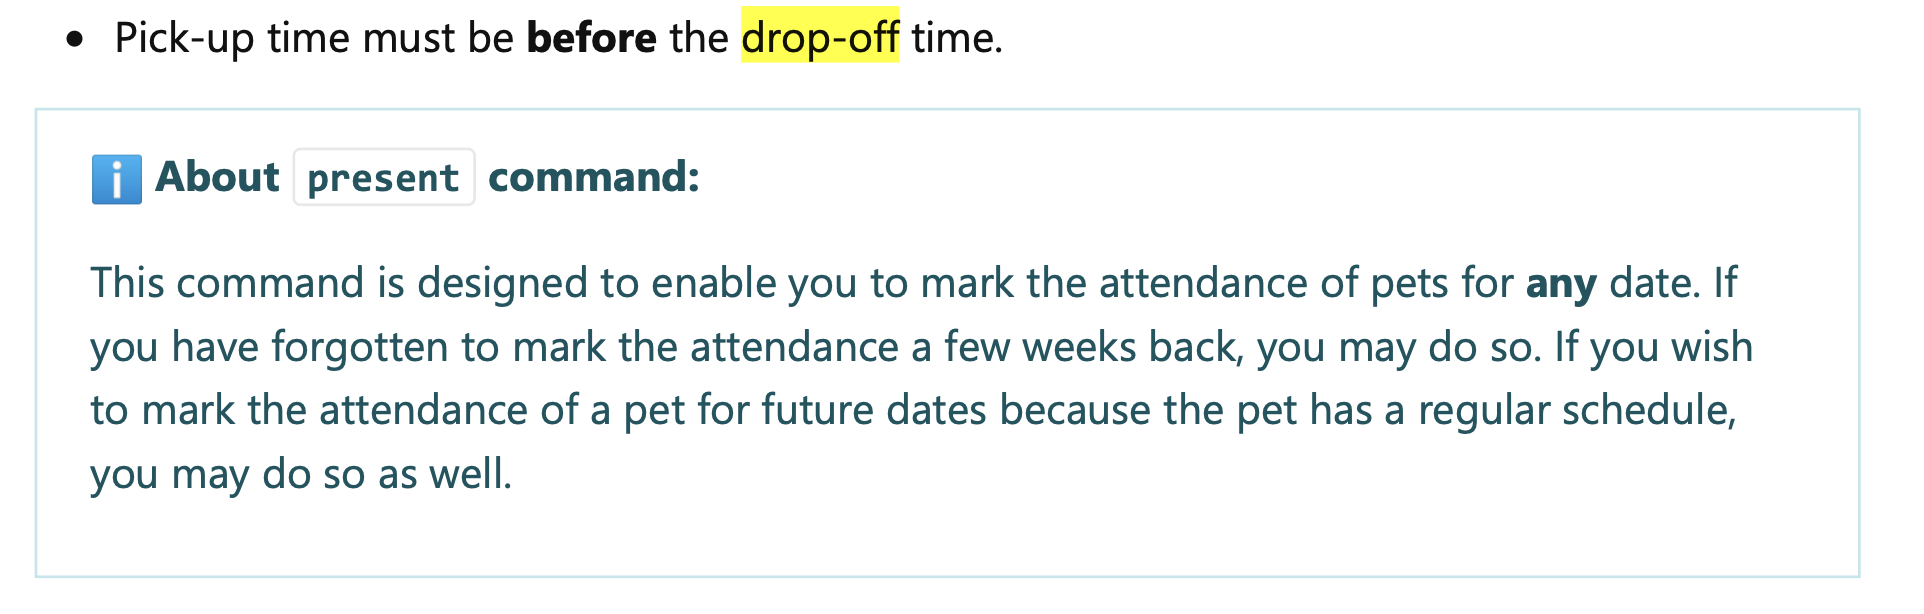 • Pick-up time must be before the drop-off time.
ℹ️ About present command:
This command is designed to enable you to mark the attendance of pets for any date. If
you have forgotten to mark the attendance a few weeks back, you may do so. If you wish
to mark the attendance of a pet for future dates because the pet has a regular schedule,
you may do so as well.